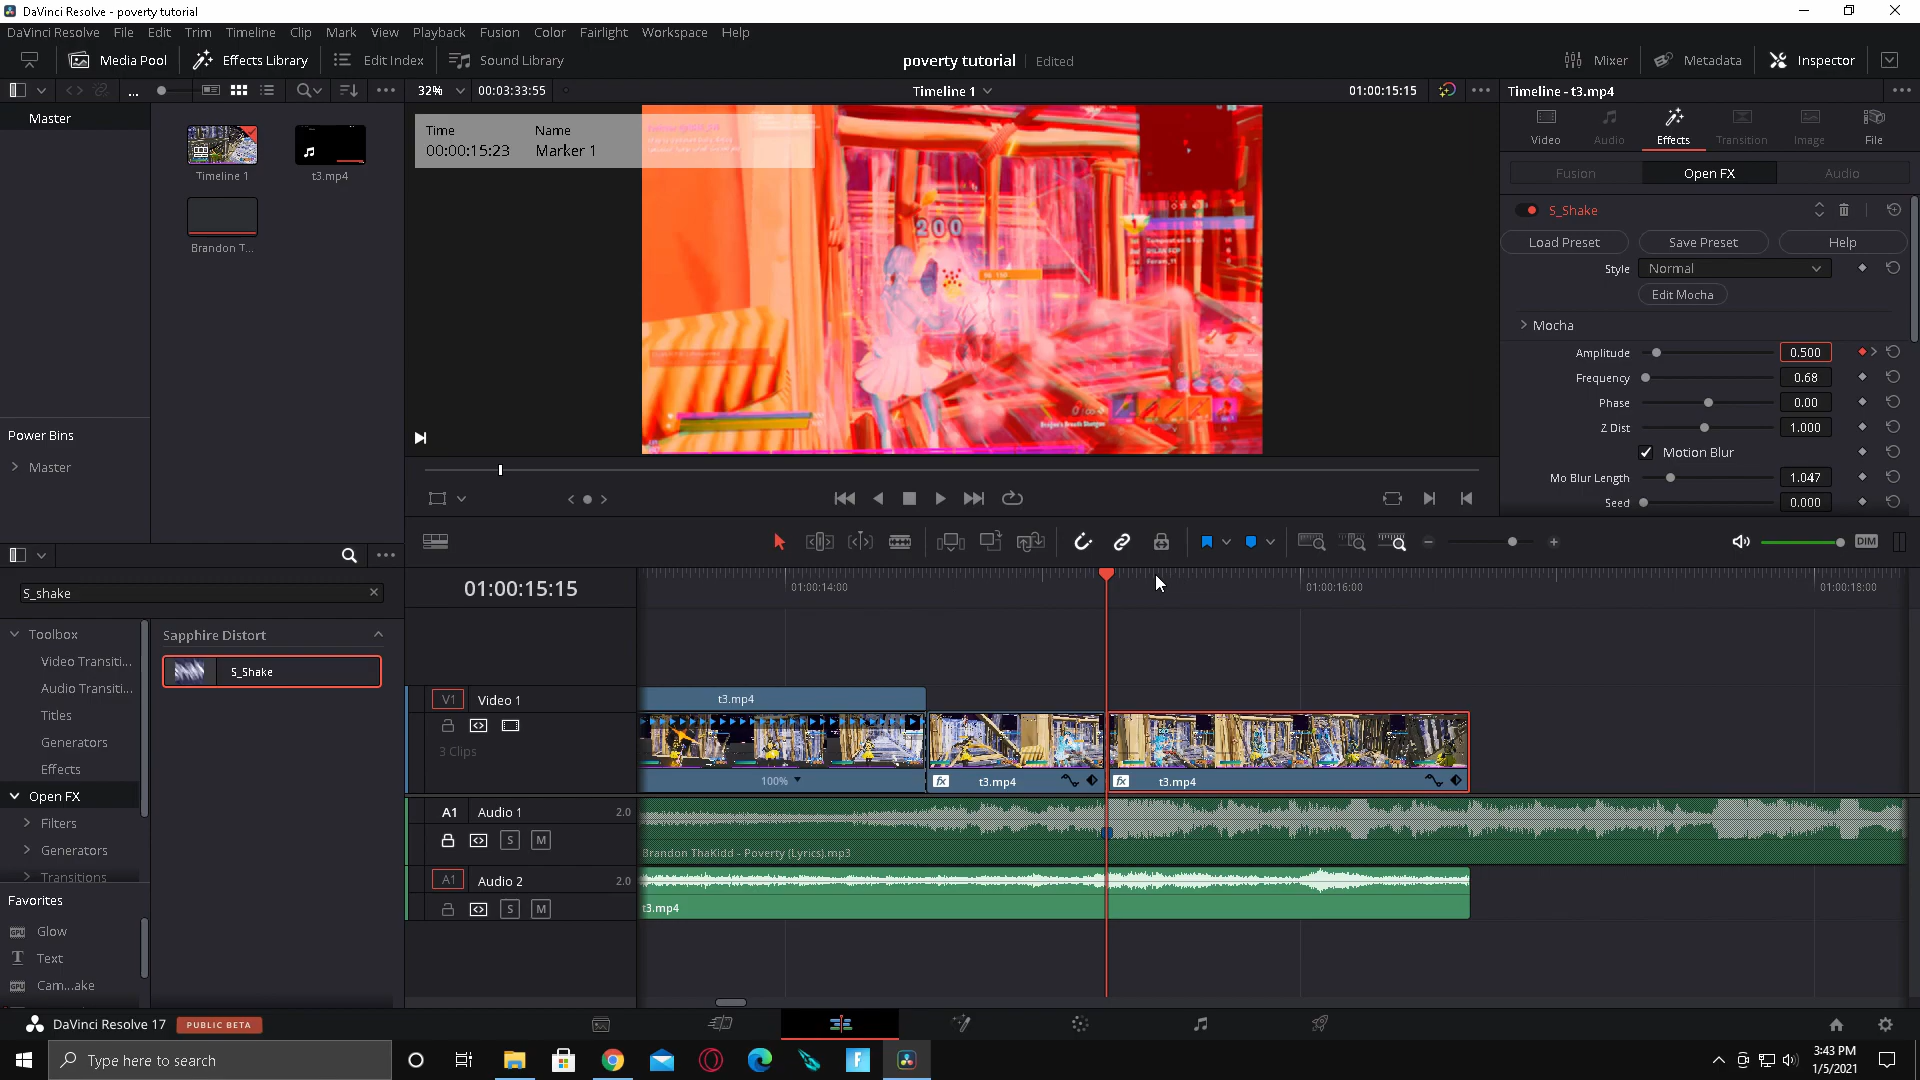 DaVinci Resolve - poverty tutorial
DaVinci Resolve File Edit Trim Timeline Clip Mark View Playback Fusion Color Fairlight Workspace Help
Media Pool Effects Library Edit Index Sound Library poverty tutorial Edited Mixer Metadata Inspector
... 32% 00:03:33:55 Timeline 1 01:00:15:15 Timeline - t3.mp4
Master
Timeline 1 t3.mp4
Brandon T...
Time Name
00:00:15:23 Marker 1
200
Video Audio Effects Transition Image File
Fusion Open FX Audio
S_Shake
Load Preset Save Preset Help
Style Normal
Edit Mocha
Mocha
Amplitude 0.500
Frequency 0.68
Phase 0.00
Z Dist 1.000
Motion Blur
Mo Blur Length 1.047
Seed 0.000
Power Bins
Master
DIM
S_shake
Toolbox
Video Transiti...
Audio Transiti...
Titles
Generators
Effects
Open FX
Filters
Generators
Transitions
Favorites
Glow
Text
Cam...ake
Sapphire Distort
S_Shake
01:00:15:15 01:00:14:00 01:00:16:00 01:00:18:00
V1 Video 1 t3.mp4
3 Clips
100% fx t3.mp4 fx t3.mp4
A1 Audio 1 2.0
S M
Brandon ThaKidd - Poverty (Lyrics).mp3
A1 Audio 2 2.0
S M t3.mp4
DaVinci Resolve 17 PUBLIC BETA
Type here to search
3:43 PM
1/5/2021